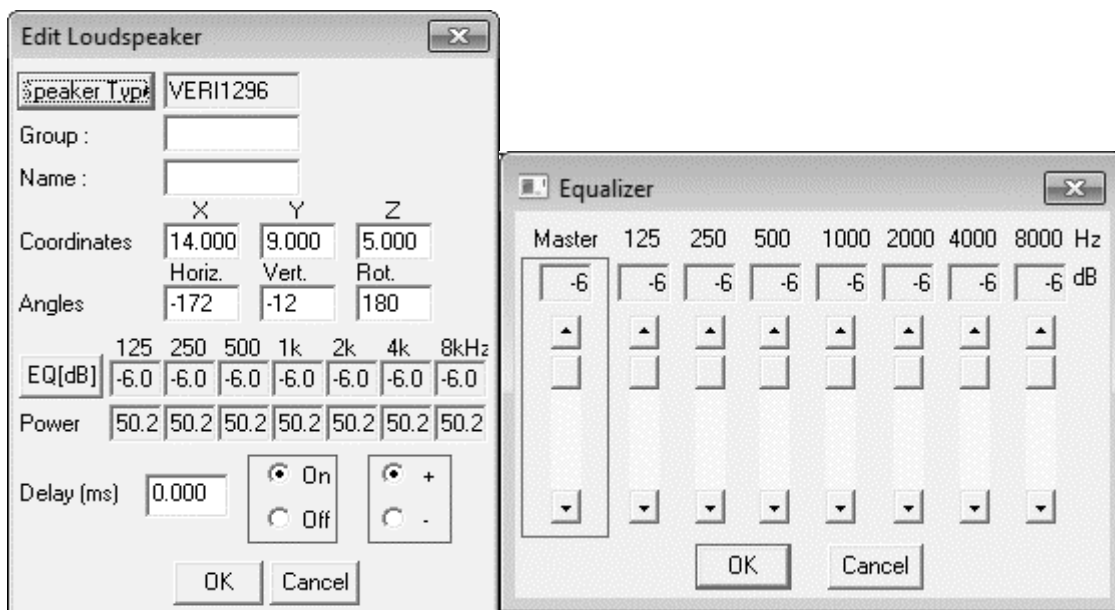 Edit Loudspeaker
Speaker Type VERI1296
Group :
Name :
X Y Z
Coordinates 14.000 9.000 5.000
Horiz. Vert. Rot.
Angles -172 -12 180
125 250 500 1k 2k 4k 8kHz
EQ[dB] -6.0 -6.0 -6.0 -6.0 -6.0 -6.0 -6.0
Power 50.2 50.2 50.2 50.2 50.2 50.2 50.2
Delay (ms) 0.000 On +
Off -
OK Cancel
Equalizer
Master 125 250 500 1000 2000 4000 8000 Hz
-6 -6 -6 -6 -6 -6 -6 -6 dB
OK Cancel